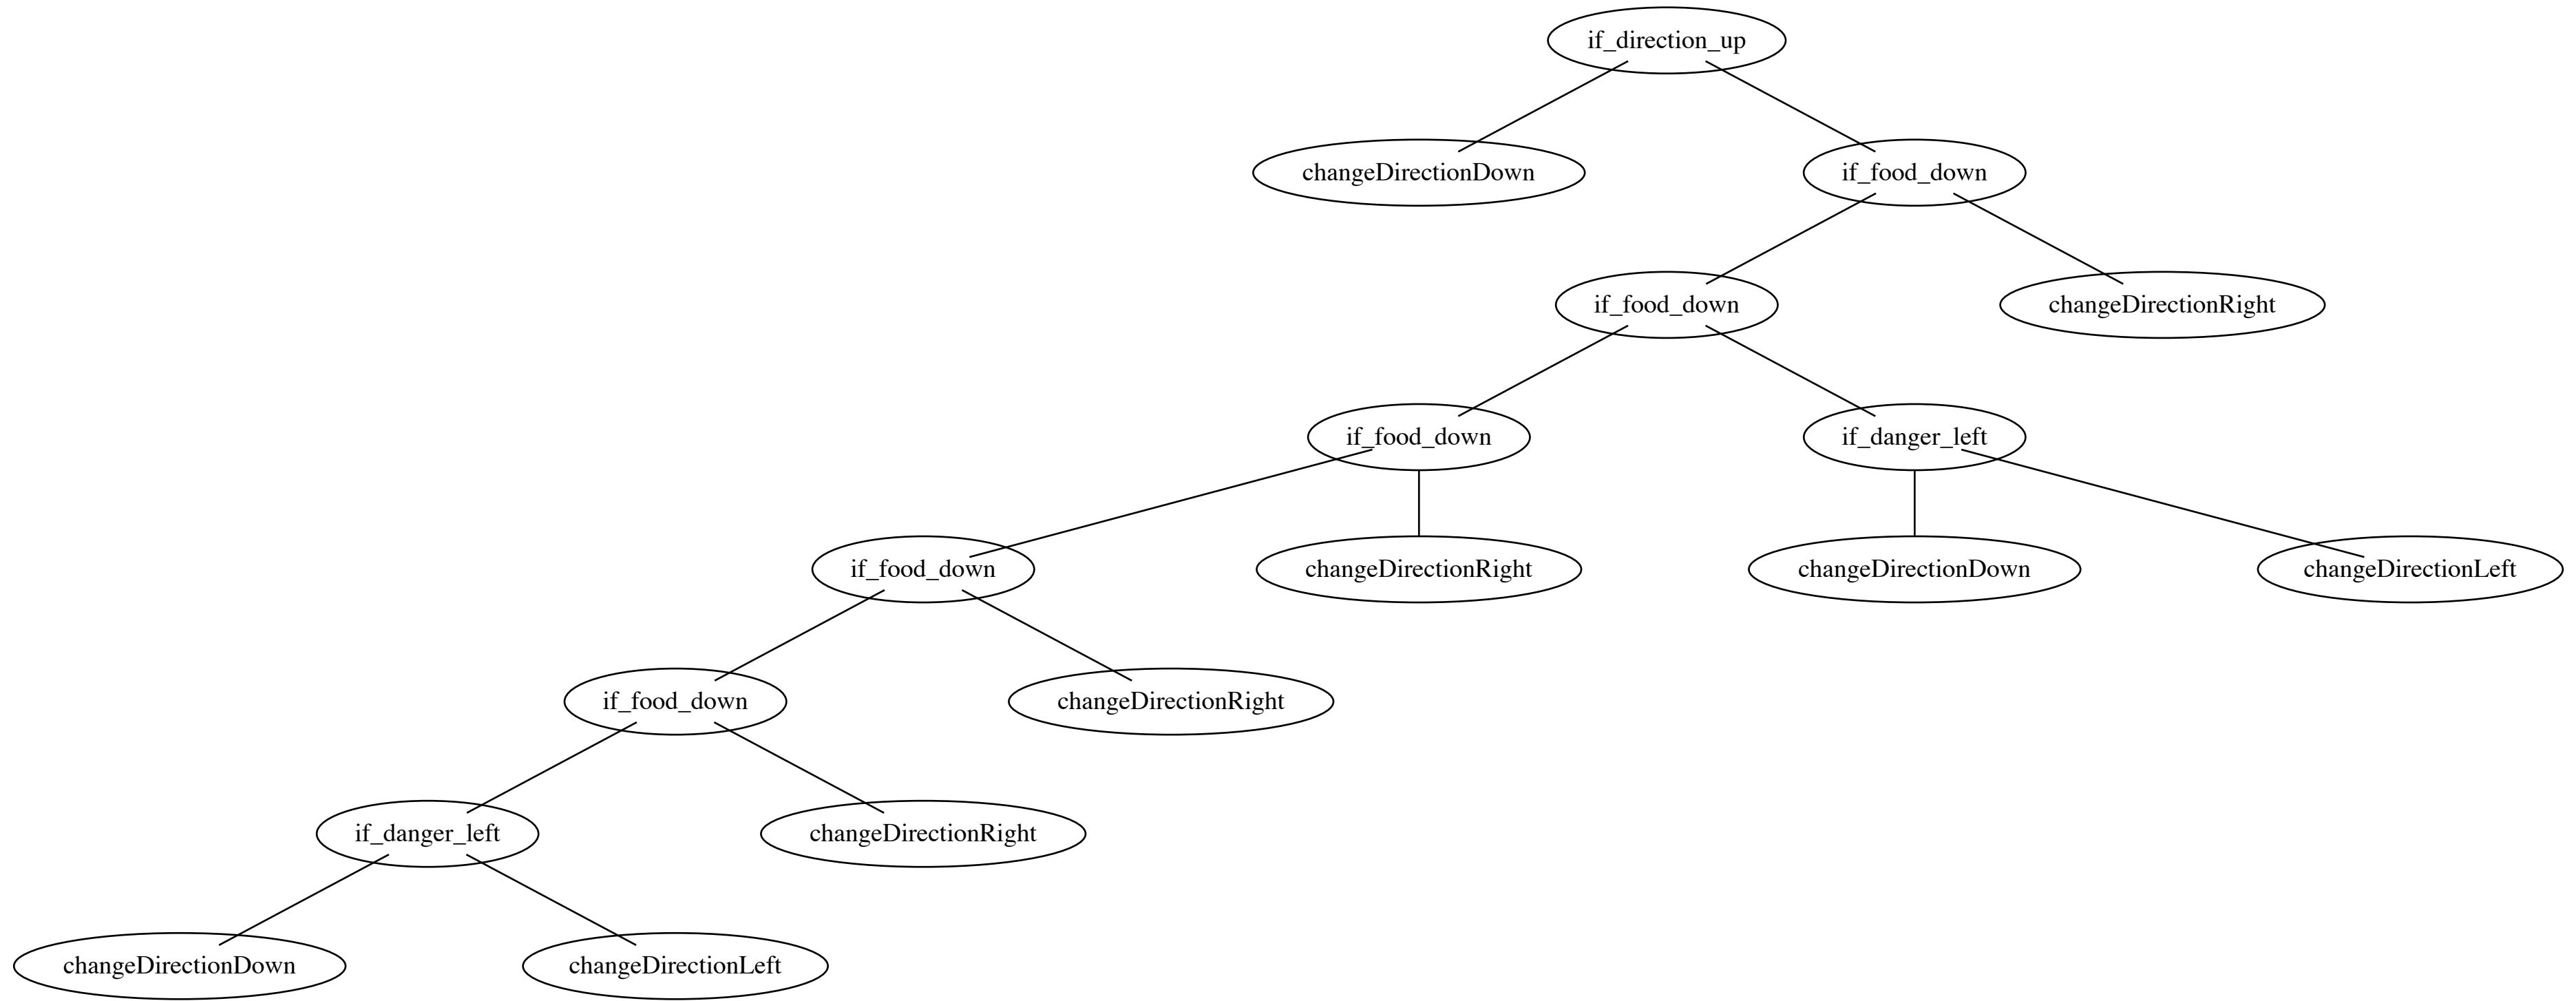 if_direction_up
changeDirectionDown
if_food_down
if_food_down
changeDirectionRight
if_food_down
if_danger_left
if_food_down
changeDirectionRight
changeDirectionDown
changeDirectionLeft
if_food_down
changeDirectionRight
if_danger_left
changeDirectionRight
changeDirectionDown
changeDirectionLeft